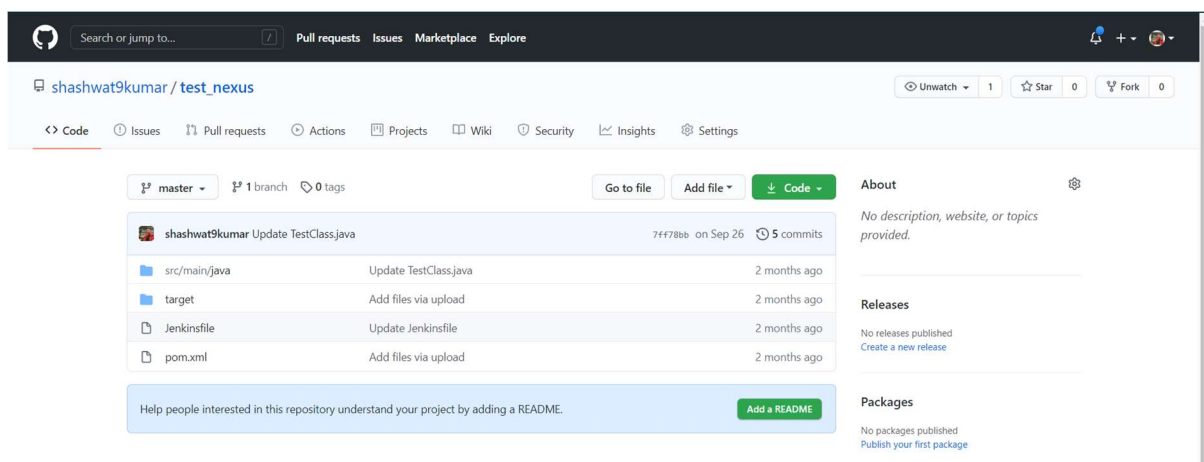 Search or jump to... / Pull requests Issues Marketplace Explore
shashwat9kumar / test_nexus
Unwatch 1 Star 0 Fork 0
Code Issues Pull requests Actions Projects Wiki Security Insights Settings
master 1 branch 0 tags Go to file Add file Code
shashwat9kumar Update TestClass.java 7ff78bb on Sep 26 5 commits
src/main/java Update TestClass.java 2 months ago
target Add files via upload 2 months ago
Jenkinsfile Update Jenkinsfile 2 months ago
pom.xml Add files via upload 2 months ago
Help people interested in this repository understand your project by adding a README. Add a README
About
No description, website, or topics
provided.
Releases
No releases published
Create a new release
Packages
No packages published
Publish your first package